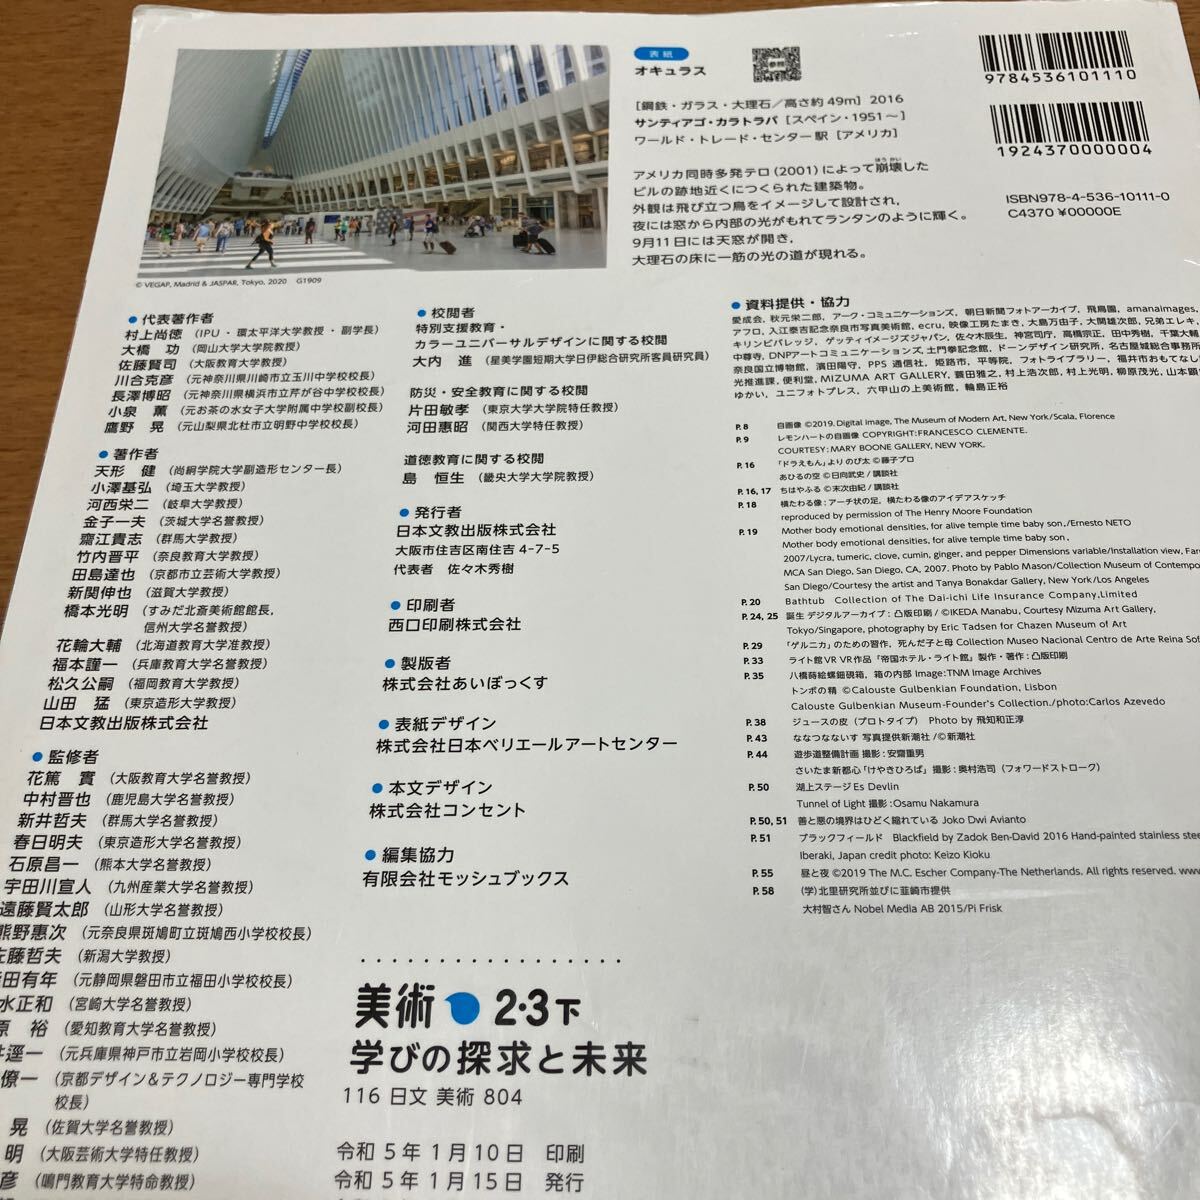 表紙
オキュラス
9784536101110
[鋼鉄・ガラス・大理石/高さ約49m] 2016
サンティアゴ・カラトラバ [スペイン・1951〜]
ワールド・トレード・センター駅 [アメリカ]
1924370000004
アメリカ同時多発テロ(2001)によって崩壊した
ほうかい
ビルの跡地近くにつくられた建築物。
外観は飛び立つ鳥をイメージして設計され、
夜には窓から内部の光がもれてランタンのように輝く。
9月11日には天窓が開き、
大理石の床に一筋の光の道が現れる。
ISBN978-4-536-10111-0
C4370 ¥00000E
© VEGAP, Madrid & JASPAR, Tokyo, 2020 G1909
● 代表著作者
村上尚徳 (IPU・環太平洋大学教授・副学長)
大橋 功 (岡山大学大学院教授)
佐藤賢司 (大阪教育大学教授)
川合克彦 (元神奈川県川崎市立玉川中学校校長)
長澤博昭 (元神奈川県横浜市立芹が谷中学校校長)
小泉 薫 (元お茶の水女子大学附属中学校副校長)
鷹野 晃 (元山梨県北杜市立明野中学校校長)
● 著作者
天形 健 (尚絅学院大学副造形センター長)
小澤基弘 (埼玉大学教授)
河西栄二 (岐阜大学教授)
金子一夫 (茨城大学名誉教授)
齋江貴志 (群馬大学教授)
竹内晋平 (奈良教育大学教授)
田島達也 (京都市立芸術大学教授)
新関伸也 (滋賀大学教授)
橋本光明 (すみだ北斎美術館館長,
信州大学名誉教授)
花輪大輔 (北海道教育大学准教授)
福本謹一 (兵庫教育大学名誉教授)
松久公嗣 (福岡教育大学教授)
山田 猛 (東京造形大学教授)
日本文教出版株式会社
● 監修者
花篤 實 (大阪教育大学名誉教授)
中村晋也 (鹿児島大学名誉教授)
新井哲夫 (群馬大学名誉教授)
春日明夫 (東京造形大学名誉教授)
石原昌一 (熊本大学名誉教授)
宇田川宣人 (九州産業大学名誉教授)
遠藤賢太郎 (山形大学名誉教授)
熊野惠次 (元奈良県斑鳩町立斑鳩西小学校校長)
佐藤哲夫 (新潟大学教授)
田有年 (元静岡県磐田市立福田小学校校長)
水正和 (宮崎大学名誉教授)
原 裕 (愛知教育大学名誉教授)
逕一 (元兵庫県神戸市立岩岡小学校校長)
僚一 (京都デザイン&テクノロジー専門学校
校長)
晃 (佐賀大学名誉教授)
明 (大阪芸術大学特任教授)
彦 (鳴門教育大学特命教授)
● 校閲者
特別支援教育・
カラーユニバーサルデザインに関する校閲
大内 進 (星美学園短期大学日伊総合研究所客員研究員)
防災・安全教育に関する校閲
片田敏孝 (東京大学大学院特任教授)
河田惠昭 (関西大学特任教授)
道徳教育に関する校閲
島 恒生 (畿央大学大学院教授)
● 発行者
日本文教出版株式会社
大阪市住吉区南住吉 4-7-5
代表者 佐々木秀樹
● 印刷者
西口印刷株式会社
● 製版者
株式会社あいぼっくす
● 表紙デザイン
株式会社日本ベリエールアートセンター
● 本文デザイン
株式会社コンセント
● 編集協力
有限会社モッシュブックス
美術 2・3下
学びの探求と未来
116 日文 美術 804
令和 5 年 1 月 10 日 印刷
令和 5 年 1 月 15 日 発行
● 資料提供・協力
愛成会, 秋元栄二郎, アーク・コミュニケーションズ, 朝日新聞フォトアーカイブ, 飛鳥園, amanaimages,
アフロ, 入江泰吉記念奈良市写真美術館, ecru, 映像工房たまき, 大島万由子, 大関雄次郎, 兄弟エレキ,
キリンビバレッジ, ゲッティイメージズジャパン, 佐々木辰生, 神宮司庁, 高橋宗正, 田中秀樹, 千葉大輔
中尊寺, DNPアートコミュニケーションズ, 土門拳記念館, ドーンデザイン研究所, 名古屋城総合事務所
奈良国立博物館, 濵田陽守, PPS 通信社, 姫路市, 平等院, フォトライブラリー, 福井市おもてなし
光推進課, 便利堂, MIZUMA ART GALLERY, 蓑田雅之, 村上浩次郎, 村上光明, 柳原茂光, 山本
ゆかい, ユニフォトプレス, 六甲山の上美術館, 輪島正裕
P. 8 自画像 ©2019. Digital image, The Museum of Modern Art, New York/Scala, Florence
P. 9 レモンハートの自画像 COPYRIGHT:FRANCESCO CLEMENTE.
COURTESY: MARY BOONE GALLERY, NEW YORK.
P. 16 「ドラえもん」より のび太 ©藤子プロ
あひるの空 ©日向武史/講談社
P. 16, 17 ちはやふる ©末次由紀/講談社
P. 18 横たわる像:アーチ状の足, 横たわる像のアイデアスケッチ
reproduced by permission of The Henry Moore Foundation
P. 19 Mother body emotional densities, for alive temple time baby son,/Ernesto NETO
Mother body emotional densities, for alive temple time baby son,
2007/Lycra, tumeric, clove, cumin, ginger, and pepper Dimensions variable/Installation view,
MCA San Diego, San Diego, CA, 2007. Photo by Pablo Mason/Collection Museum of Contempo
San Diego/Courtesy the artist and Tanya Bonakdar Gallery, New York/Los Angeles
P. 20 Bathtub Collection of The Dai-ichi Life Insurance Company,Limited
P. 24, 25 誕生 デジタルアーカイブ:凸版印刷/©IKEDA Manabu, Courtesy Mizuma Art Gallery,
Tokyo/Singapore, photography by Eric Tadsen for Chazen Museum of Art
P. 29 「ゲルニカ」のための習作, 死んだ子と母 Collection Museo Nacional Centro de Arte Reina Sof
P. 33 ライト館VR VR作品「帝国ホテル・ライト館」製作・著作:凸版印刷
P. 35 八橋蒔絵螺鈿硯箱, 箱の内部 Image:TNM Image Archives
トンボの精 ©Calouste Gulbenkian Foundation, Lisbon
Calouste Gulbenkian Museum-Founder's Collection./photo:Carlos Azevedo
P. 38 ジュースの皮(プロトタイプ) Photo by 飛知和正淳
P. 43 ななつなないす 写真提供新潮社/©新潮社
P. 44 遊歩道整備計画 撮影:安齋重男
さいたま新都心「けやきひろば」撮影:奥村浩司(フォワードストローク)
P. 50 湖上ステージ Es Devlin
Tunnel of Light 撮影:Osamu Nakamura
P. 50, 51 善と悪の境界はひどく縮れている Joko Dwi Avianto
P. 51 ブラックフィールド Blackfield by Zadok Ben-David 2016 Hand-painted stainless stee
Iberaki, Japan credit photo: Keizo Kioku
P. 55 昼と夜 ©2019 The M.C. Escher Company-The Netherlands. All rights reserved. www
P. 58 (学)北里研究所並びに韮崎市提供
大村智さん Nobel Media AB 2015/Pi Frisk